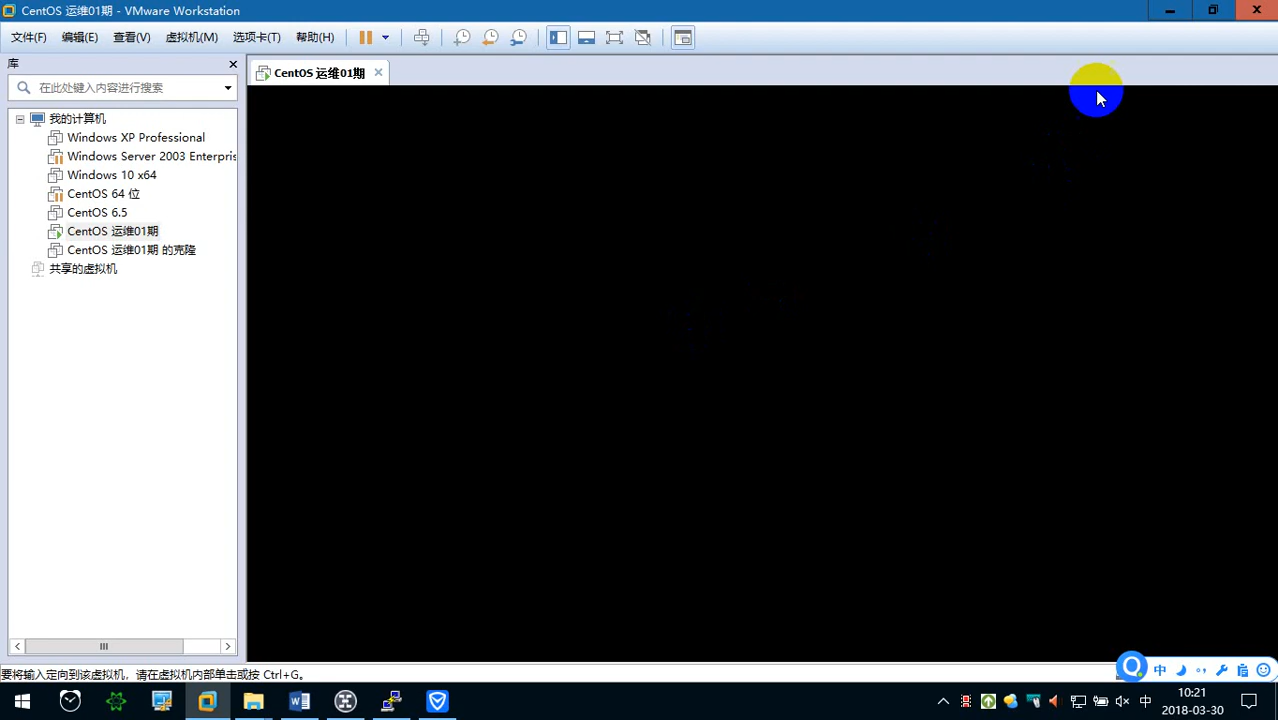 CentOS 运维01期 - VMware Workstation
文件(F) 编辑(E) 查看(V) 虚拟机(M) 选项卡(T) 帮助(H)
库
在此处键入内容进行搜索
CentOS 运维01期
我的计算机
Windows XP Professional
Windows Server 2003 Enterpris
Windows 10 x64
CentOS 64 位
CentOS 6.5
CentOS 运维01期
CentOS 运维01期 的克隆
共享的虚拟机
要将输入定向到该虚拟机，请在虚拟机内部单击或按 Ctrl+G。
中
中
10:21
2018-03-30